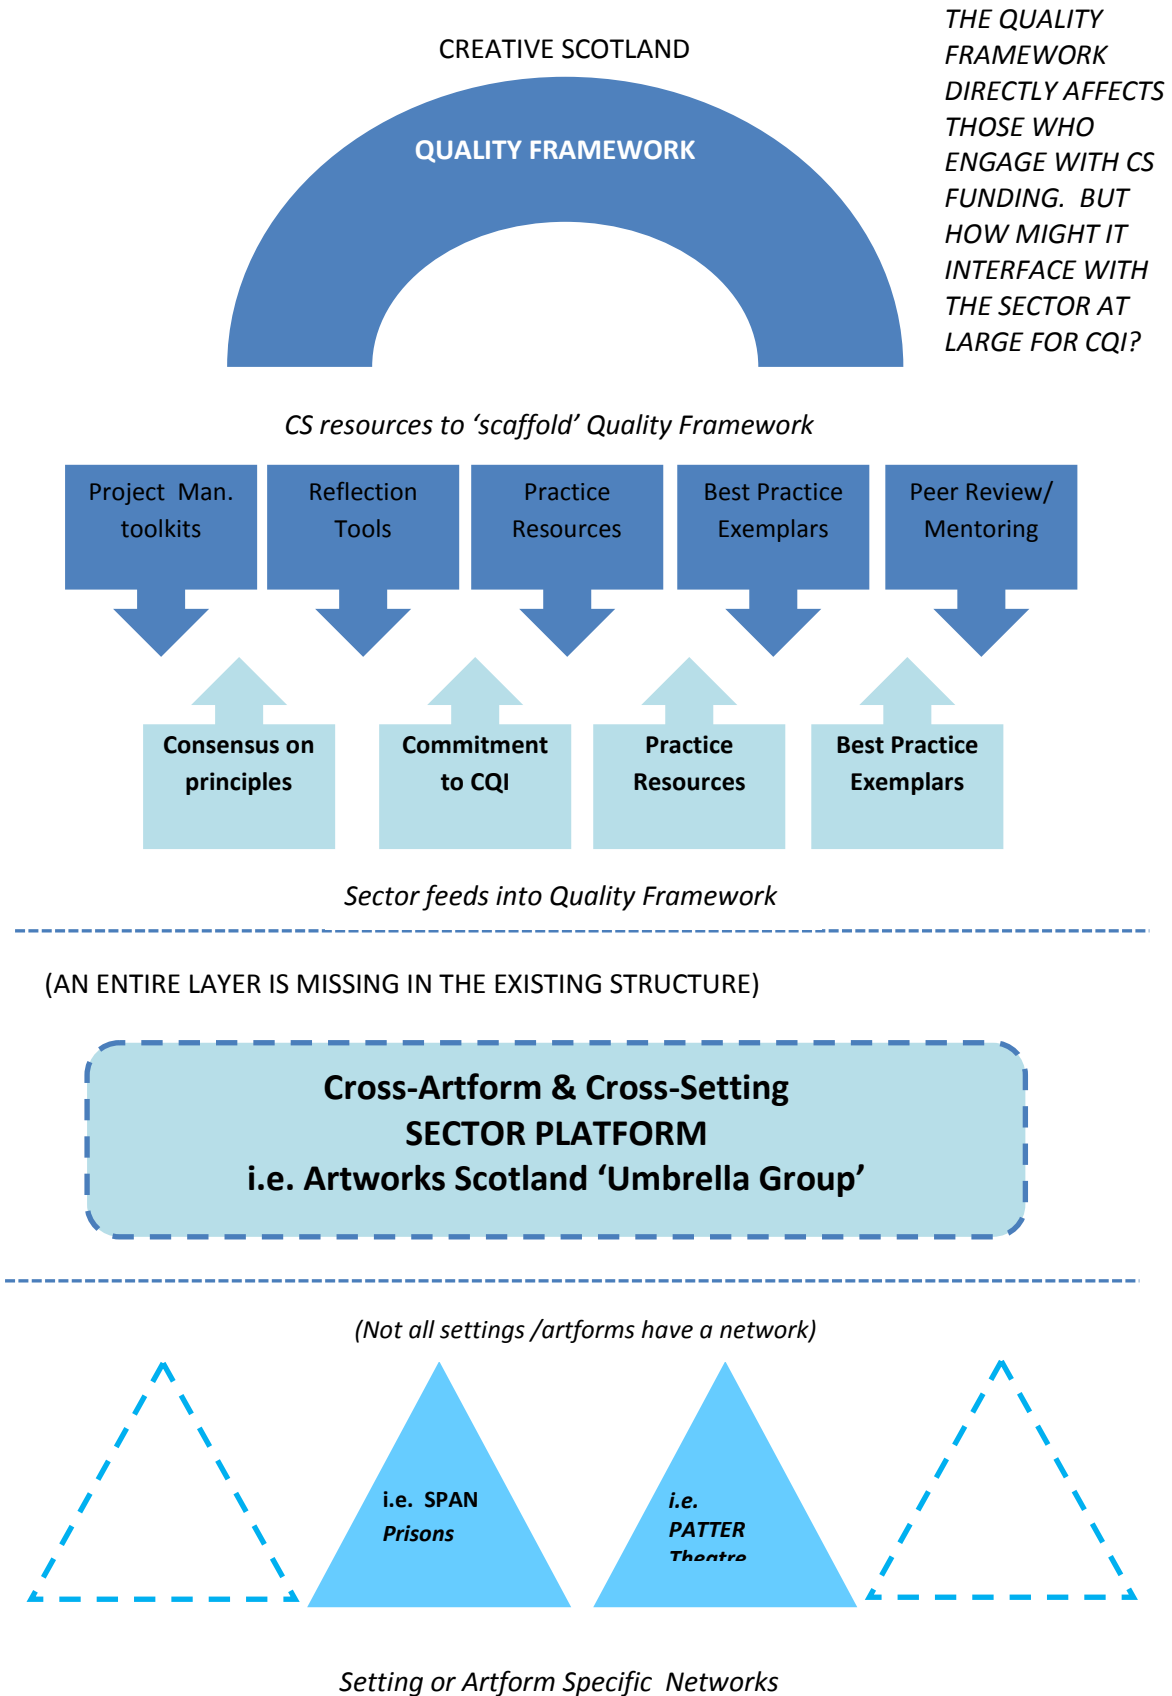 CREATIVE SCOTLAND
QUALITY FRAMEWORK
THE QUALITY
FRAMEWORK
DIRECTLY AFFECTS
THOSE WHO
ENGAGE WITH CS
FUNDING.  BUT
HOW MIGHT IT
INTERFACE WITH
THE SECTOR AT
LARGE FOR CQI?
CS resources to ‘scaffold’ Quality Framework
Project  Man.
toolkits
Reflection
Tools
Practice
Resources
Best Practice
Exemplars
Peer Review/
Mentoring
Consensus on
principles
Commitment
to CQI
Practice
Resources
Best Practice
Exemplars
Sector feeds into Quality Framework
(AN ENTIRE LAYER IS MISSING IN THE EXISTING STRUCTURE)
Cross-Artform & Cross-Setting
SECTOR PLATFORM
i.e. Artworks Scotland ‘Umbrella Group’
(Not all settings /artforms have a network)
i.e.  SPAN
Prisons
i.e.
PATTER
Theatre
Setting or Artform Specific  Networks